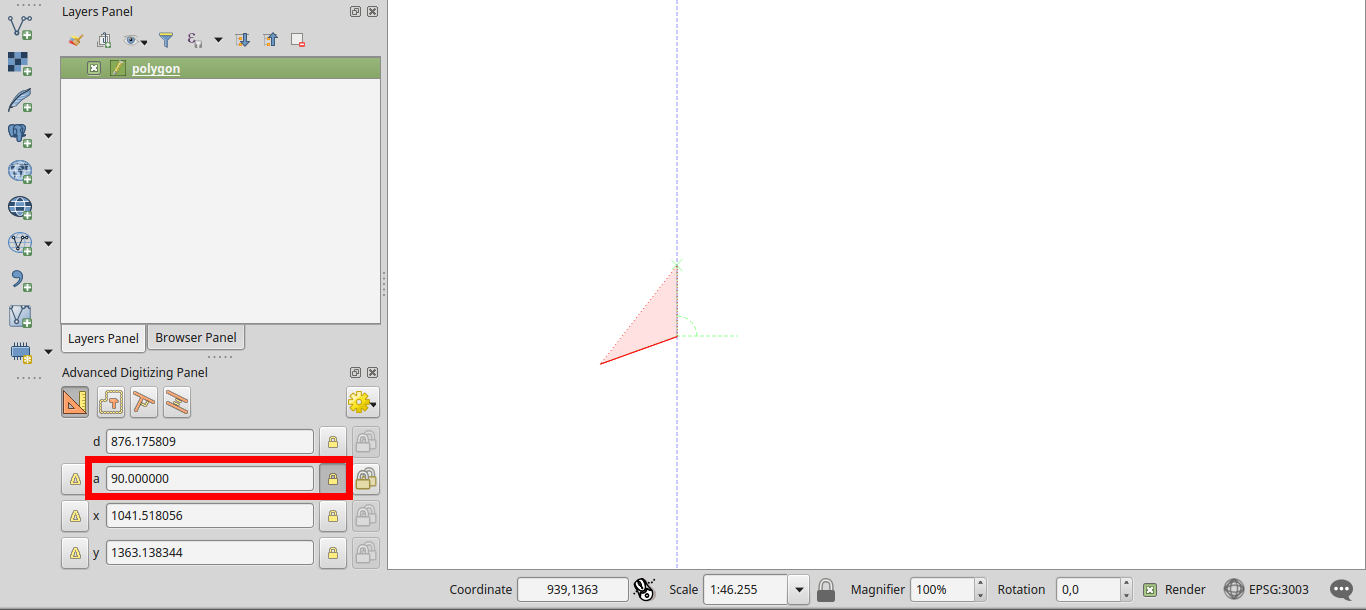 Layers Panel
polygon
Layers Panel
Browser Panel
Advanced Digitizing Panel
d 876.175809
a 90.000000
x 1041.518056
y 1363.138344
Coordinate 939,1363 Scale 1:46.255 Magnifier 100% Rotation 0,0 Render EPSG:3003